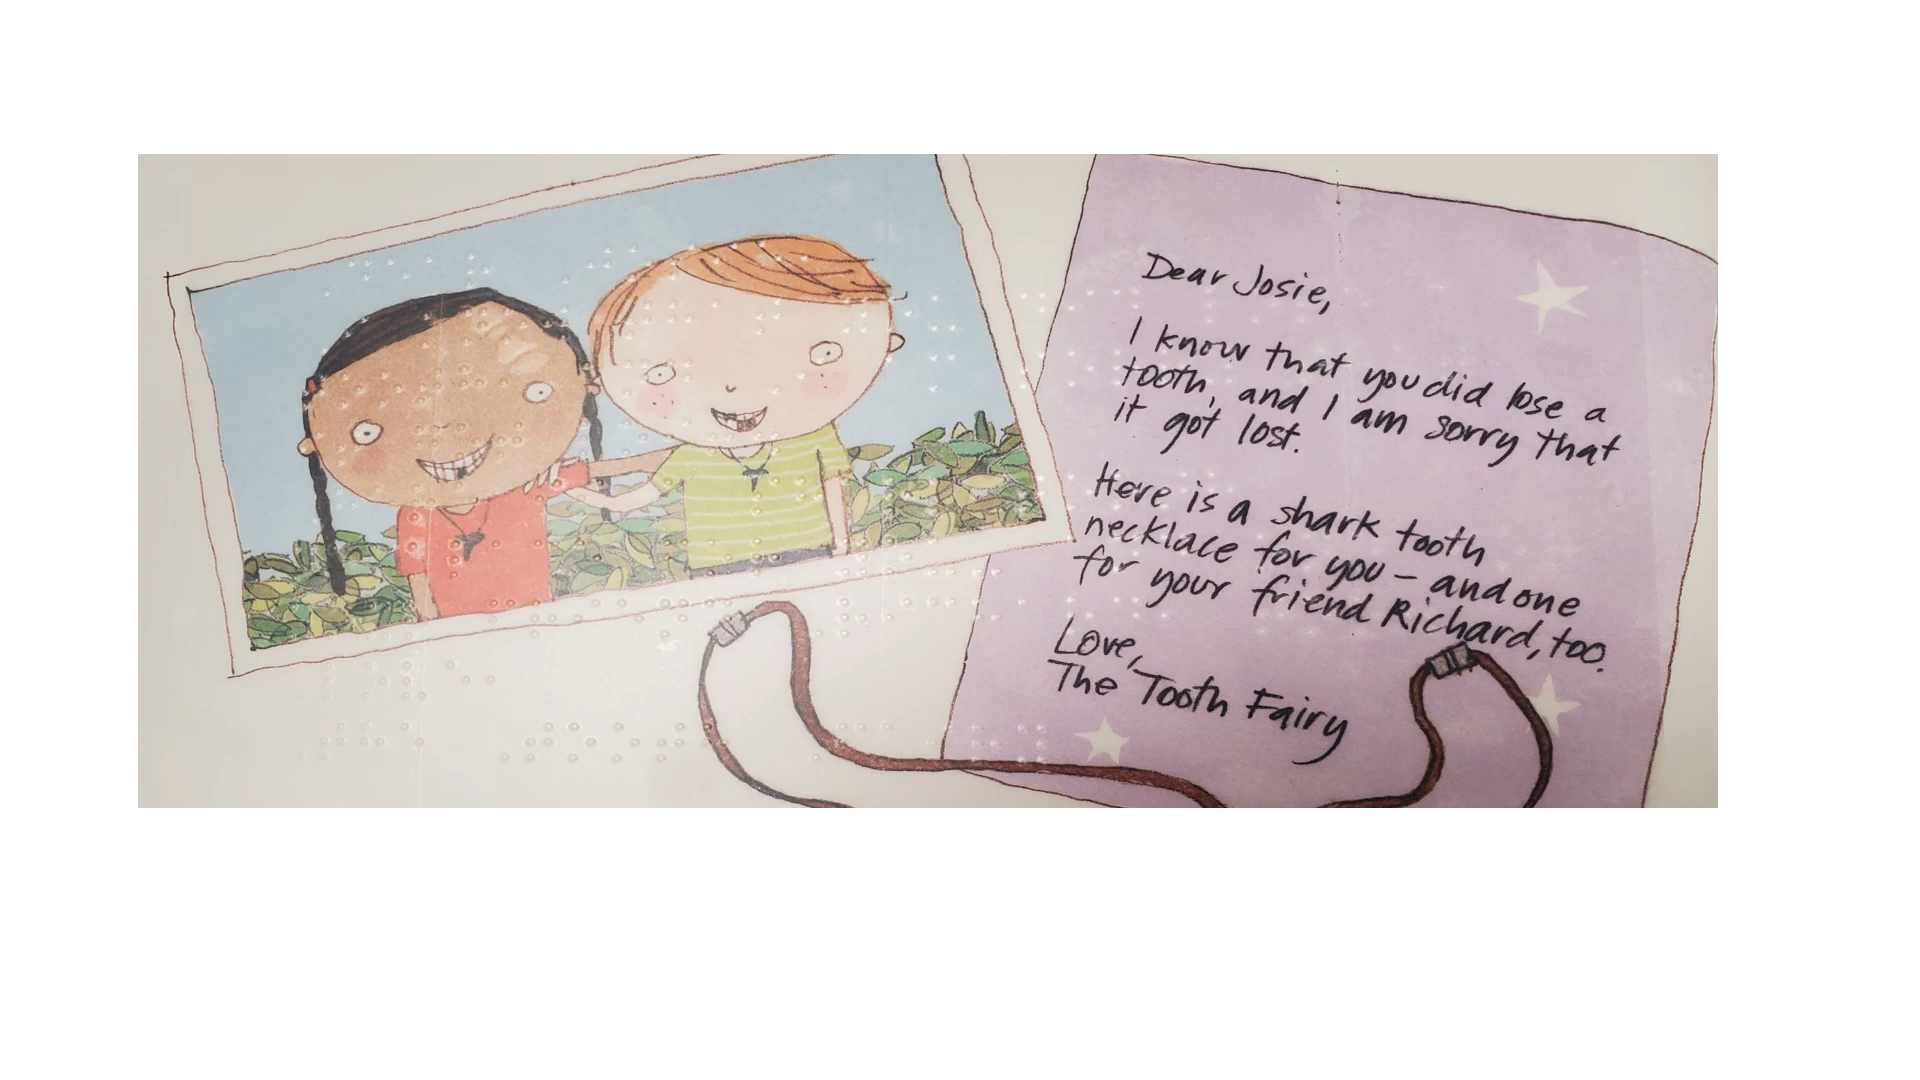 Dear Josie,
I know that you did lose a
tooth, and I am sorry that
it got lost.
Here is a shark tooth
necklace for you – and one
for your friend Richard, too.
Love,
The Tooth Fairy